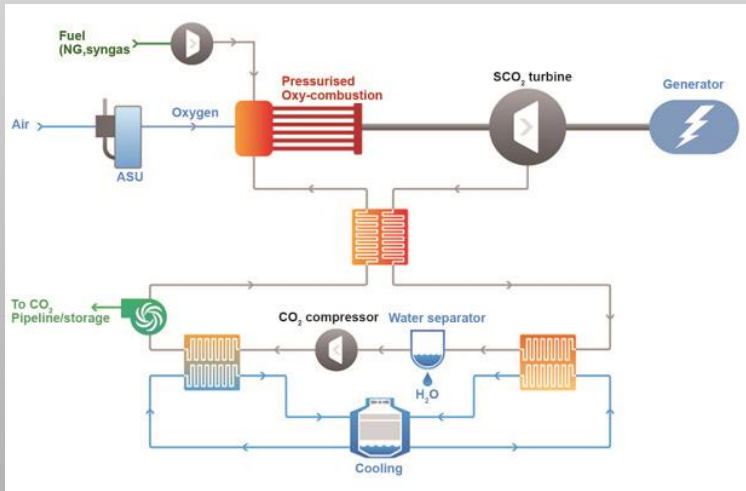 Fuel
(NG,syngas
Pressurised
Oxy-combustion
SCO₂ turbine
Generator
Air
Oxygen
ASU
To CO₂
Pipeline/storage
CO₂ compressor
Water separator
H₂O
Cooling